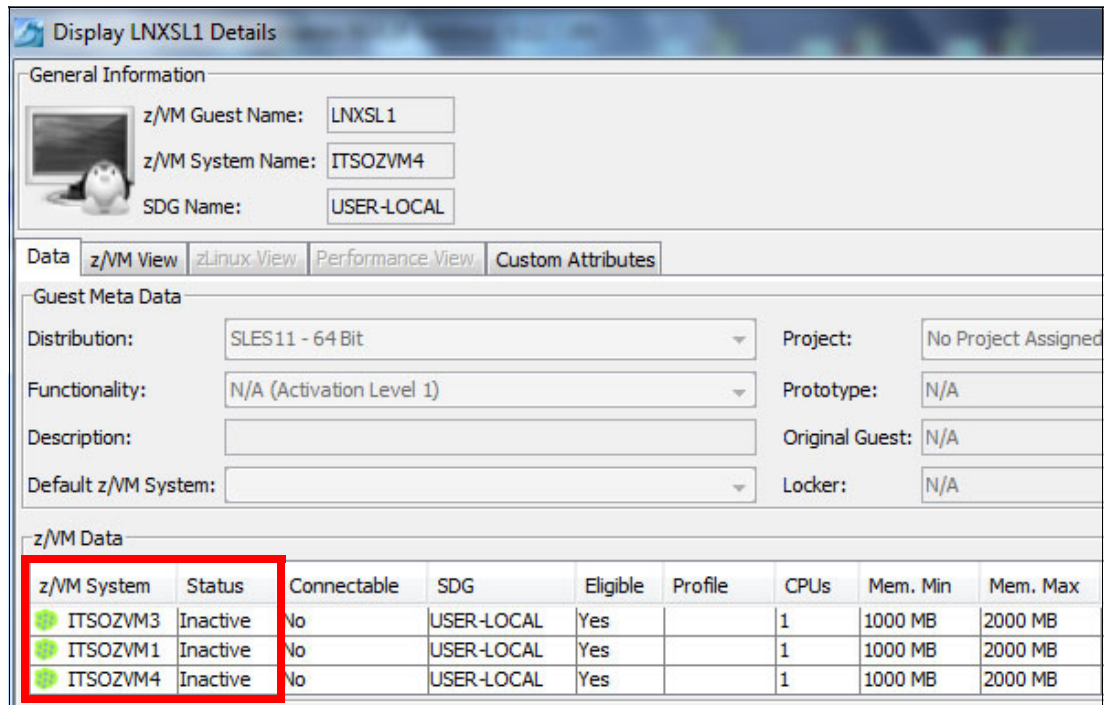 Display LNXSL1 Details
General Information
z/VM Guest Name: LNXSL1
z/VM System Name: ITSOZVM4
SDG Name: USER-LOCAL
Data z/VM View zLinux View Performance View Custom Attributes
Guest Meta Data
Distribution: SLES11 - 64 Bit Project: No Project Assigned
Functionality: N/A (Activation Level 1) Prototype: N/A
Description: Original Guest: N/A
Default z/VM System: Locker: N/A
z/VM Data
z/VM System Status Connectable SDG Eligible Profile CPUs Mem. Min Mem. Max
ITSOZVM3 Inactive No USER-LOCAL Yes 1 1000 MB 2000 MB
ITSOZVM1 Inactive No USER-LOCAL Yes 1 1000 MB 2000 MB
ITSOZVM4 Inactive No USER-LOCAL Yes 1 1000 MB 2000 MB